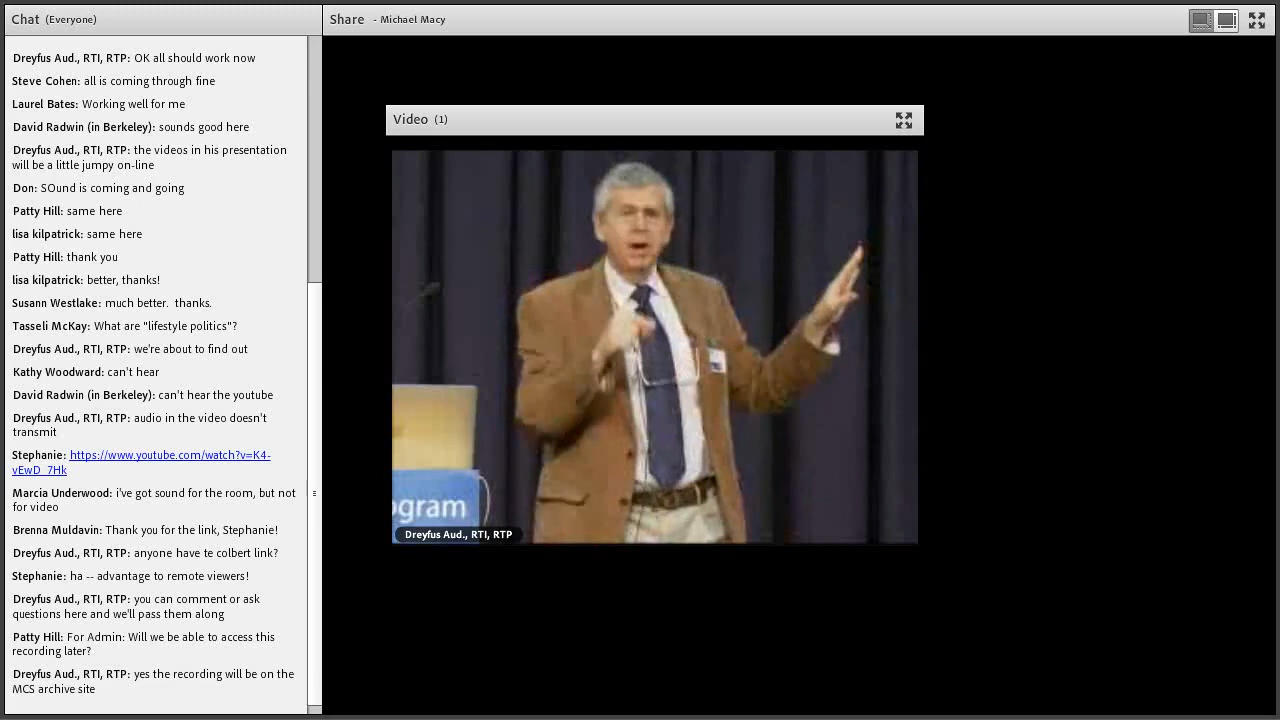 Chat (Everyone)
Dreyfus Aud., RTI, RTP: OK all should work now
Steve Cohen: all is coming through fine
Laurel Bates: Working well for me
David Radwin (in Berkeley): sounds good here
Dreyfus Aud., RTI, RTP: the videos in his presentation
will be a little jumpy on-line
Don: SOund is coming and going
Patty Hill: same here
lisa kilpatrick: same here
Patty Hill: thank you
lisa kilpatrick: better, thanks!
Susann Westlake: much better. thanks.
Tasseli McKay: What are "lifestyle politics"?
Dreyfus Aud., RTI, RTP: we're about to find out
Kathy Woodward: can't hear
David Radwin (in Berkeley): can't hear the youtube
Dreyfus Aud., RTI, RTP: audio in the video doesn't
transmit
Stephanie: https://www.youtube.com/watch?v=K4-
vEwD_7Hk
Marcia Underwood: i've got sound for the room, but not
for video
Brenna Muldavin: Thank you for the link, Stephanie!
Dreyfus Aud., RTI, RTP: anyone have te colbert link?
Stephanie: ha -- advantage to remote viewers!
Dreyfus Aud., RTI, RTP: you can comment or ask
questions here and we'll pass them along
Patty Hill: For Admin: Will we be able to access this
recording later?
Dreyfus Aud., RTI, RTP: yes the recording will be on the
MCS archive site
Share - Michael Macy
Video (1)
ogram
Dreyfus Aud., RTI, RTP